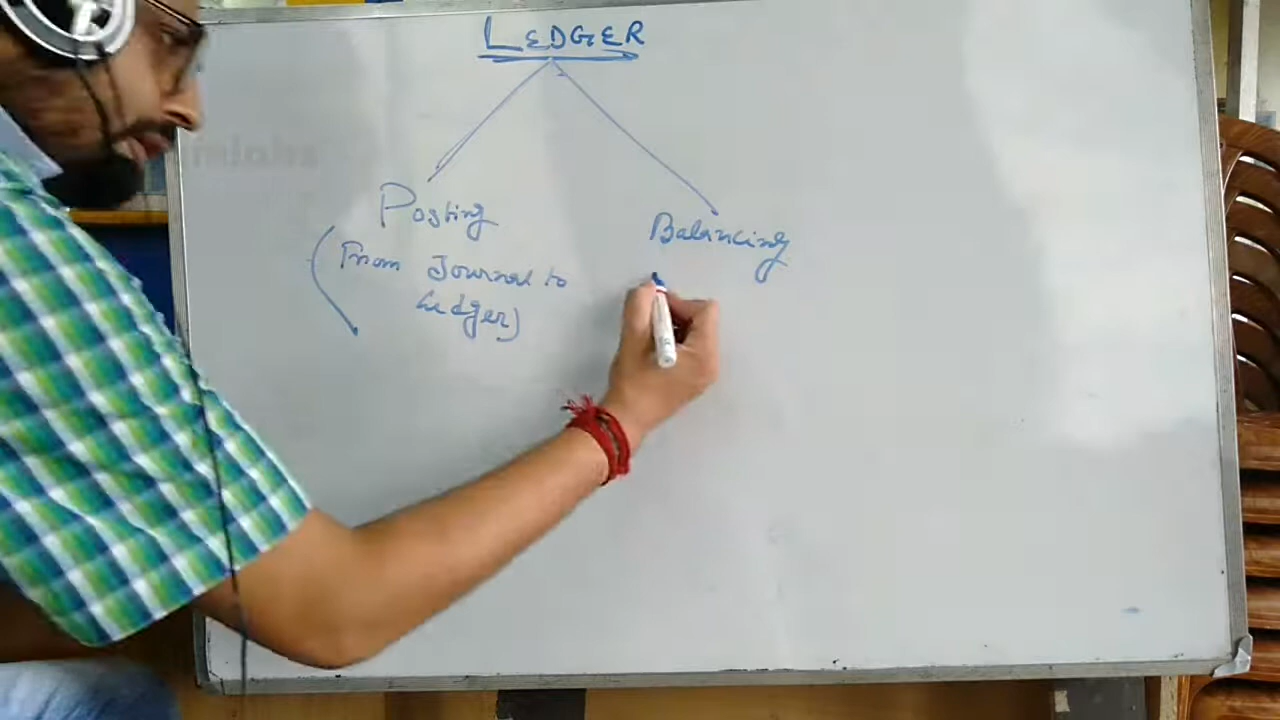 LEDGER
Posting
Balancing
(From Journal to
Ledger)